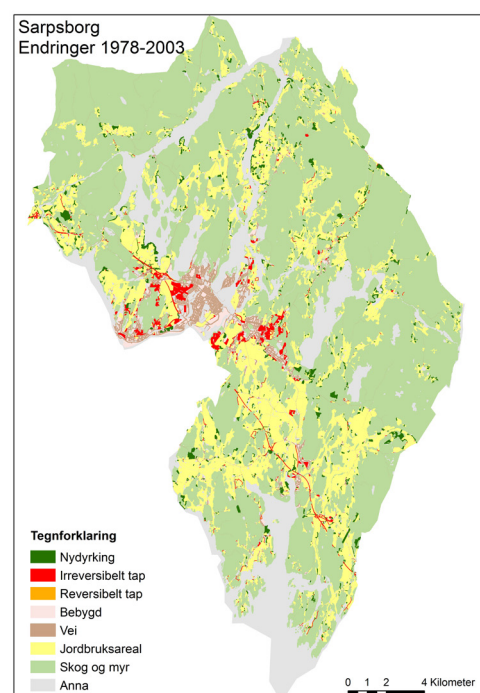 Sarpsborg
Endringer 1978-2003
Tegnforklaring
Nydyrking
Irreversibelt tap
Reversibelt tap
Bebygd
Vei
Jordbruksareal
Skog og myr
Anna
0 1 2 4 Kilometer